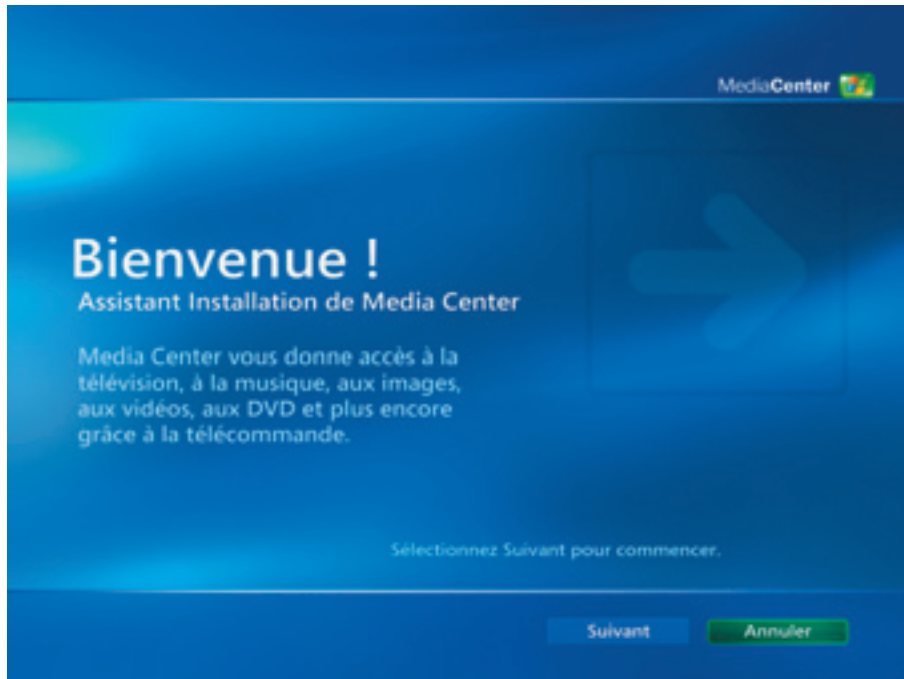 MediaCenter
Bienvenue !
Assistant Installation de Media Center
Media Center vous donne accès à la
télévision, à la musique, aux images,
aux vidéos, aux DVD et plus encore
grâce à la télécommande.
Sélectionnez Suivant pour commencer.
Suivant
Annuler